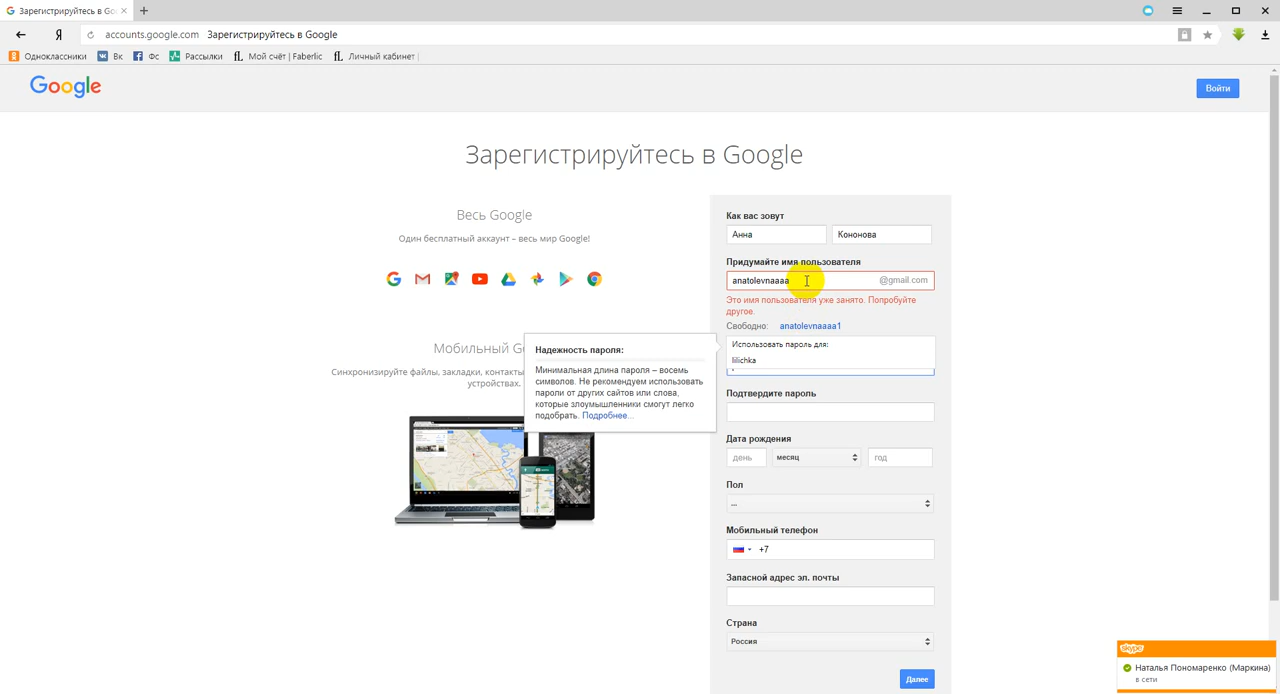 Зарегистрируйтесь в Goo
accounts.google.com Зарегистрируйтесь в Google
Одноклассники Вк Фс Рассылки Мой счёт | Faberlic Личный кабинет
Google
Войти
Зарегистрируйтесь в Google
Весь Google
Один бесплатный аккаунт – весь мир Google!
Мобильный Go
Синхронизируйте файлы, закладки, контакты
устройствах.
Надежность пароля:
Минимальная длина пароля – восемь
символов. Не рекомендуем использовать
пароли от других сайтов или слова,
которые злоумышленники смогут легко
подобрать. Подробнее...
Как вас зовут
Анна Кононова
Придумайте имя пользователя
anatolevnaaaa @gmail.com
Это имя пользователя уже занято. Попробуйте
другое.
Свободно: anatolevnaaaa1
Использовать пароль для:
lilichka
Подтвердите пароль
Дата рождения
день месяц год
Пол
...
Мобильный телефон
+7
Запасной адрес эл. почты
Страна
Россия
Далее
skype
Наталья Пономаренко (Маркина)
в сети